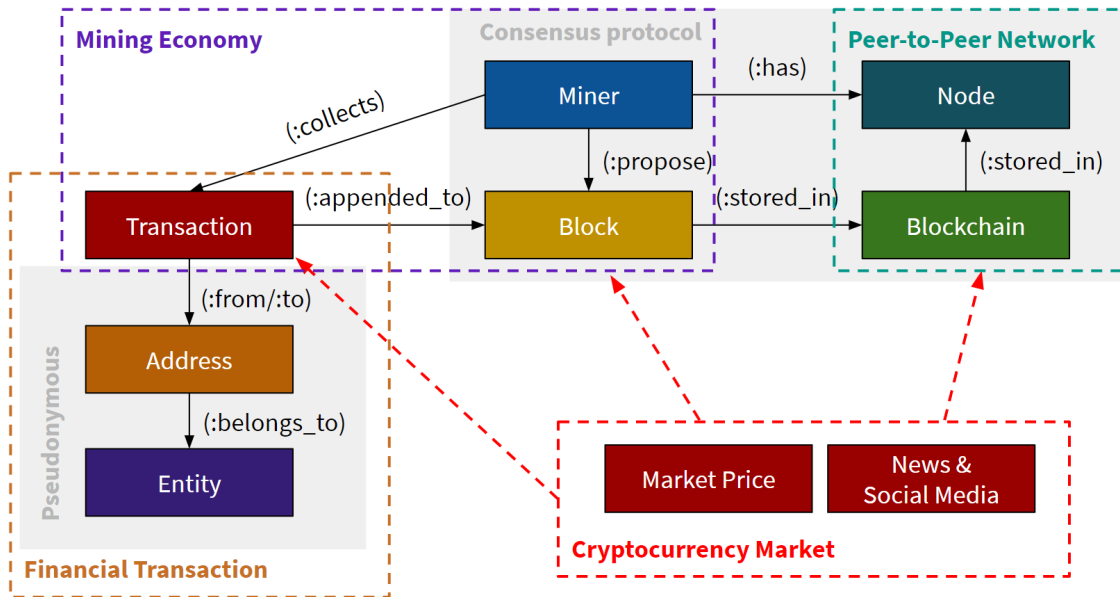 Mining Economy
Consensus protocol
Peer-to-Peer Network
Miner
(:has)
Node
(:collects)
(:propose)
(:stored_in)
Transaction
(:appended_to)
Block
(:stored_in)
Blockchain
(:from/:to)
Pseudonymous
Address
(:belongs_to)
Entity
Financial Transaction
Market Price
News &
Social Media
Cryptocurrency Market